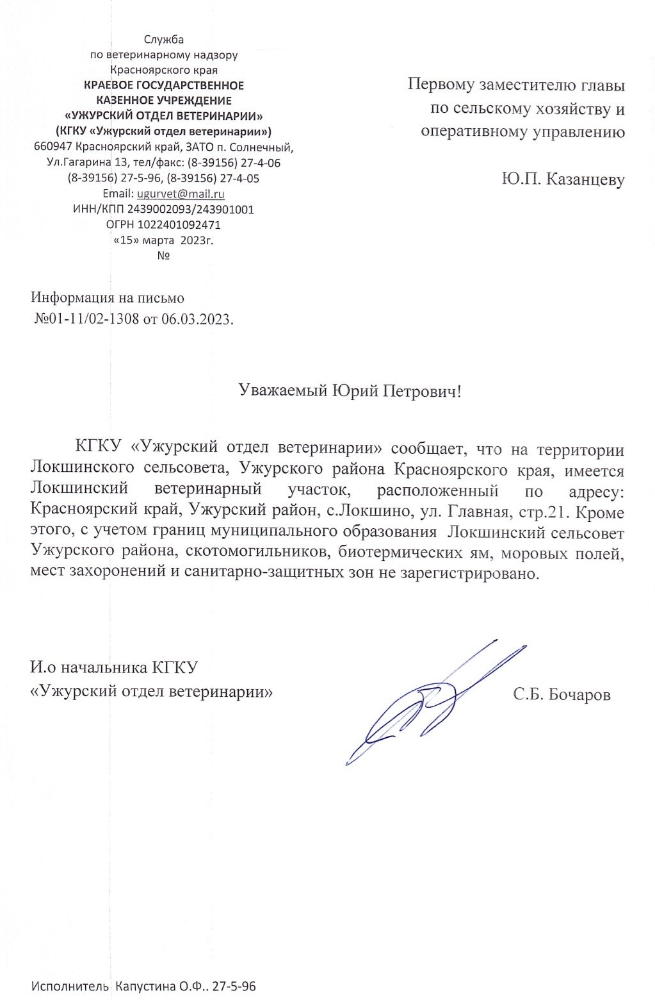 Служба
по ветеринарному надзору
Красноярского края
КРАЕВОЕ ГОСУДАРСТВЕННОЕ
КАЗЕННОЕ УЧРЕЖДЕНИЕ
«УЖУРСКИЙ ОТДЕЛ ВЕТЕРИНАРИИ»
(КГКУ «Ужурский отдел ветеринарии»)
660947 Красноярский край, ЗАТО п. Солнечный,
Ул.Гагарина 13, тел/факс: (8-39156) 27-4-06
(8-39156) 27-5-96, (8-39156) 27-4-05
Email: ugurvet@mail.ru
ИНН/КПП 2439002093/243901001
ОГРН 1022401092471
«15» марта 2023г.
№
Первому заместителю главы
по сельскому хозяйству и
оперативному управлению
Ю.П. Казанцеву
Информация на письмо
№01-11/02-1308 от 06.03.2023.
Уважаемый Юрий Петрович!
КГКУ «Ужурский отдел ветеринарии» сообщает, что на территории
Локшинского сельсовета, Ужурского района Красноярского края, имеется
Локшинский ветеринарный участок, расположенный по адресу:
Красноярский край, Ужурский район, с.Локшино, ул. Главная, стр.21. Кроме
этого, с учетом границ муниципального образования Локшинский сельсовет
Ужурского района, скотомогильников, биотермических ям, моровых полей,
мест захоронений и санитарно-защитных зон не зарегистрировано.
И.о начальника КГКУ
«Ужурский отдел ветеринарии»
С.Б. Бочаров
Исполнитель Капустина О.Ф.. 27-5-96